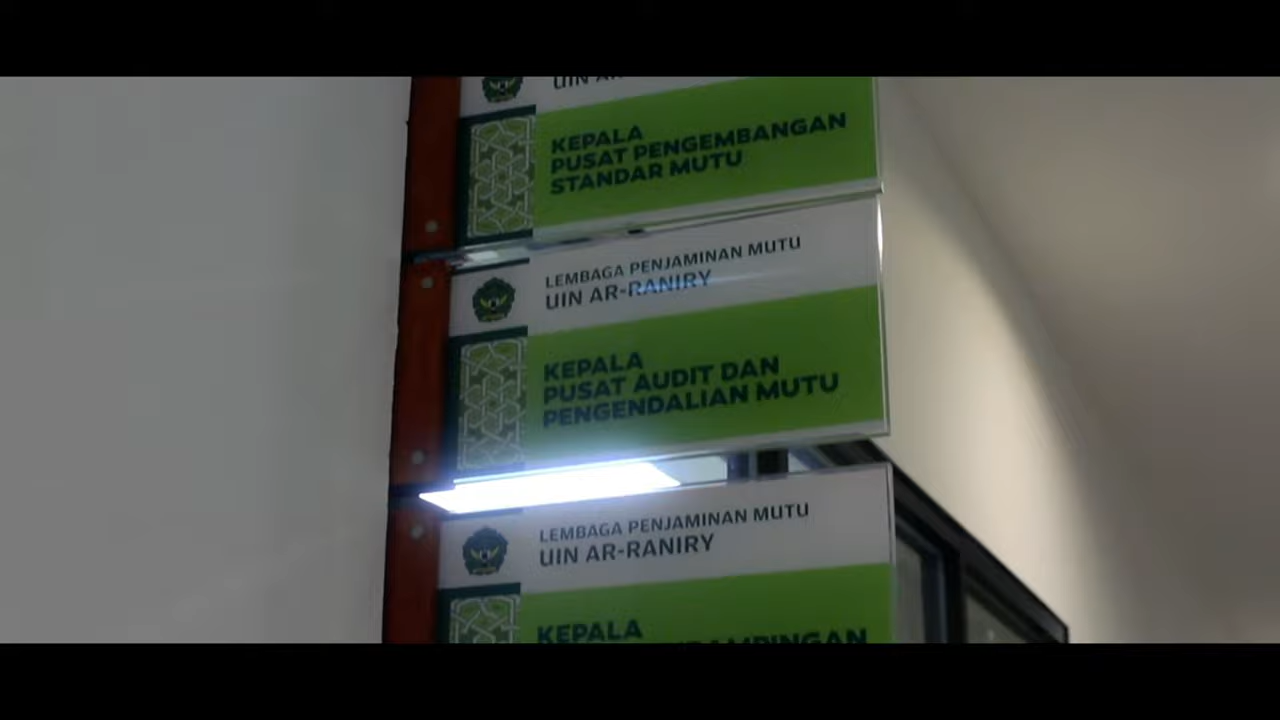 UIN
KEPALA
PUSAT PENGEMBANGAN
STANDAR MUTU
LEMBAGA PENJAMINAN MUTU
UIN AR-RANIRY
KEPALA
PUSAT AUDIT DAN
PENGENDALIAN MUTU
LEMBAGA PENJAMINAN MUTU
UIN AR-RANIRY
KEPALA